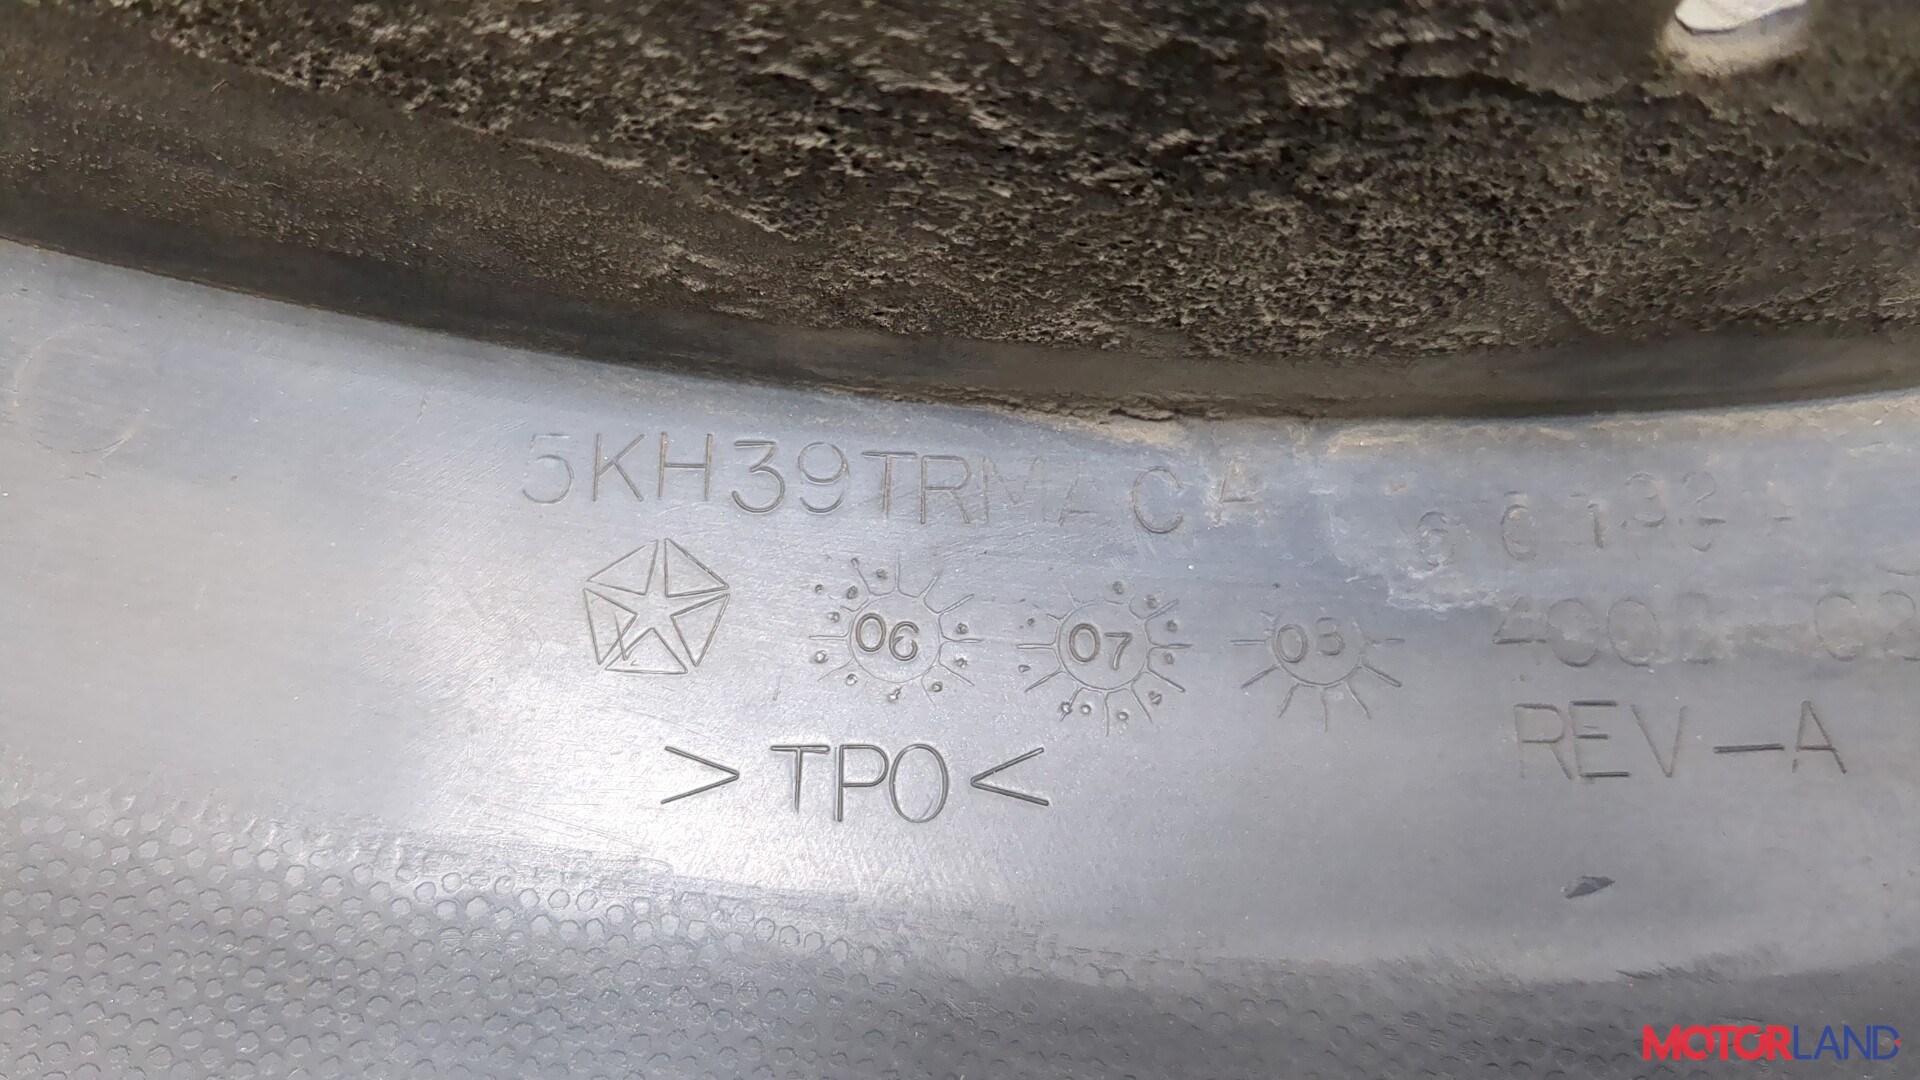 5KH39TRMAC
06 07 03
>TPO<
REV-A
MOTORLAND